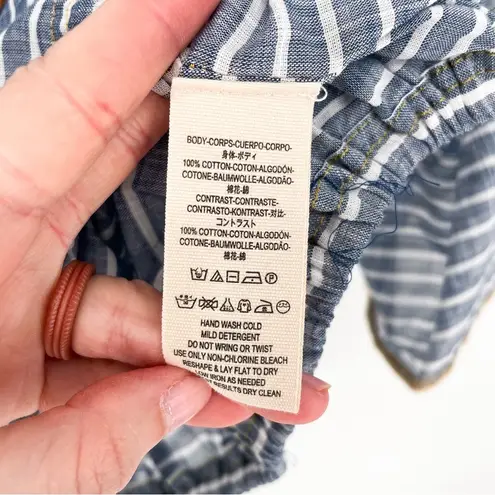 BODY-CORPS-CUERPO-CORPO-
身体-ボディ
100% COTTON-COTON-ALGODÓN-
COTONE-BAUMWOLLE-ALGODÃO-
棉花-綿
CONTRAST-CONTRASTE-
CONTRASTO-KONTRAST-对比-
コントラスト
100% COTTON-COTON-ALGODÓN-
COTONE-BAUMWOLLE-ALGODÃO-
棉花-綿
HAND WASH COLD
MILD DETERGENT
DO NOT WRING OR TWIST
USE ONLY NON-CHLORINE BLEACH
RESHAPE & LAY FLAT TO DRY
LOW IRON AS NEEDED
RESULTS DRY CLEAN